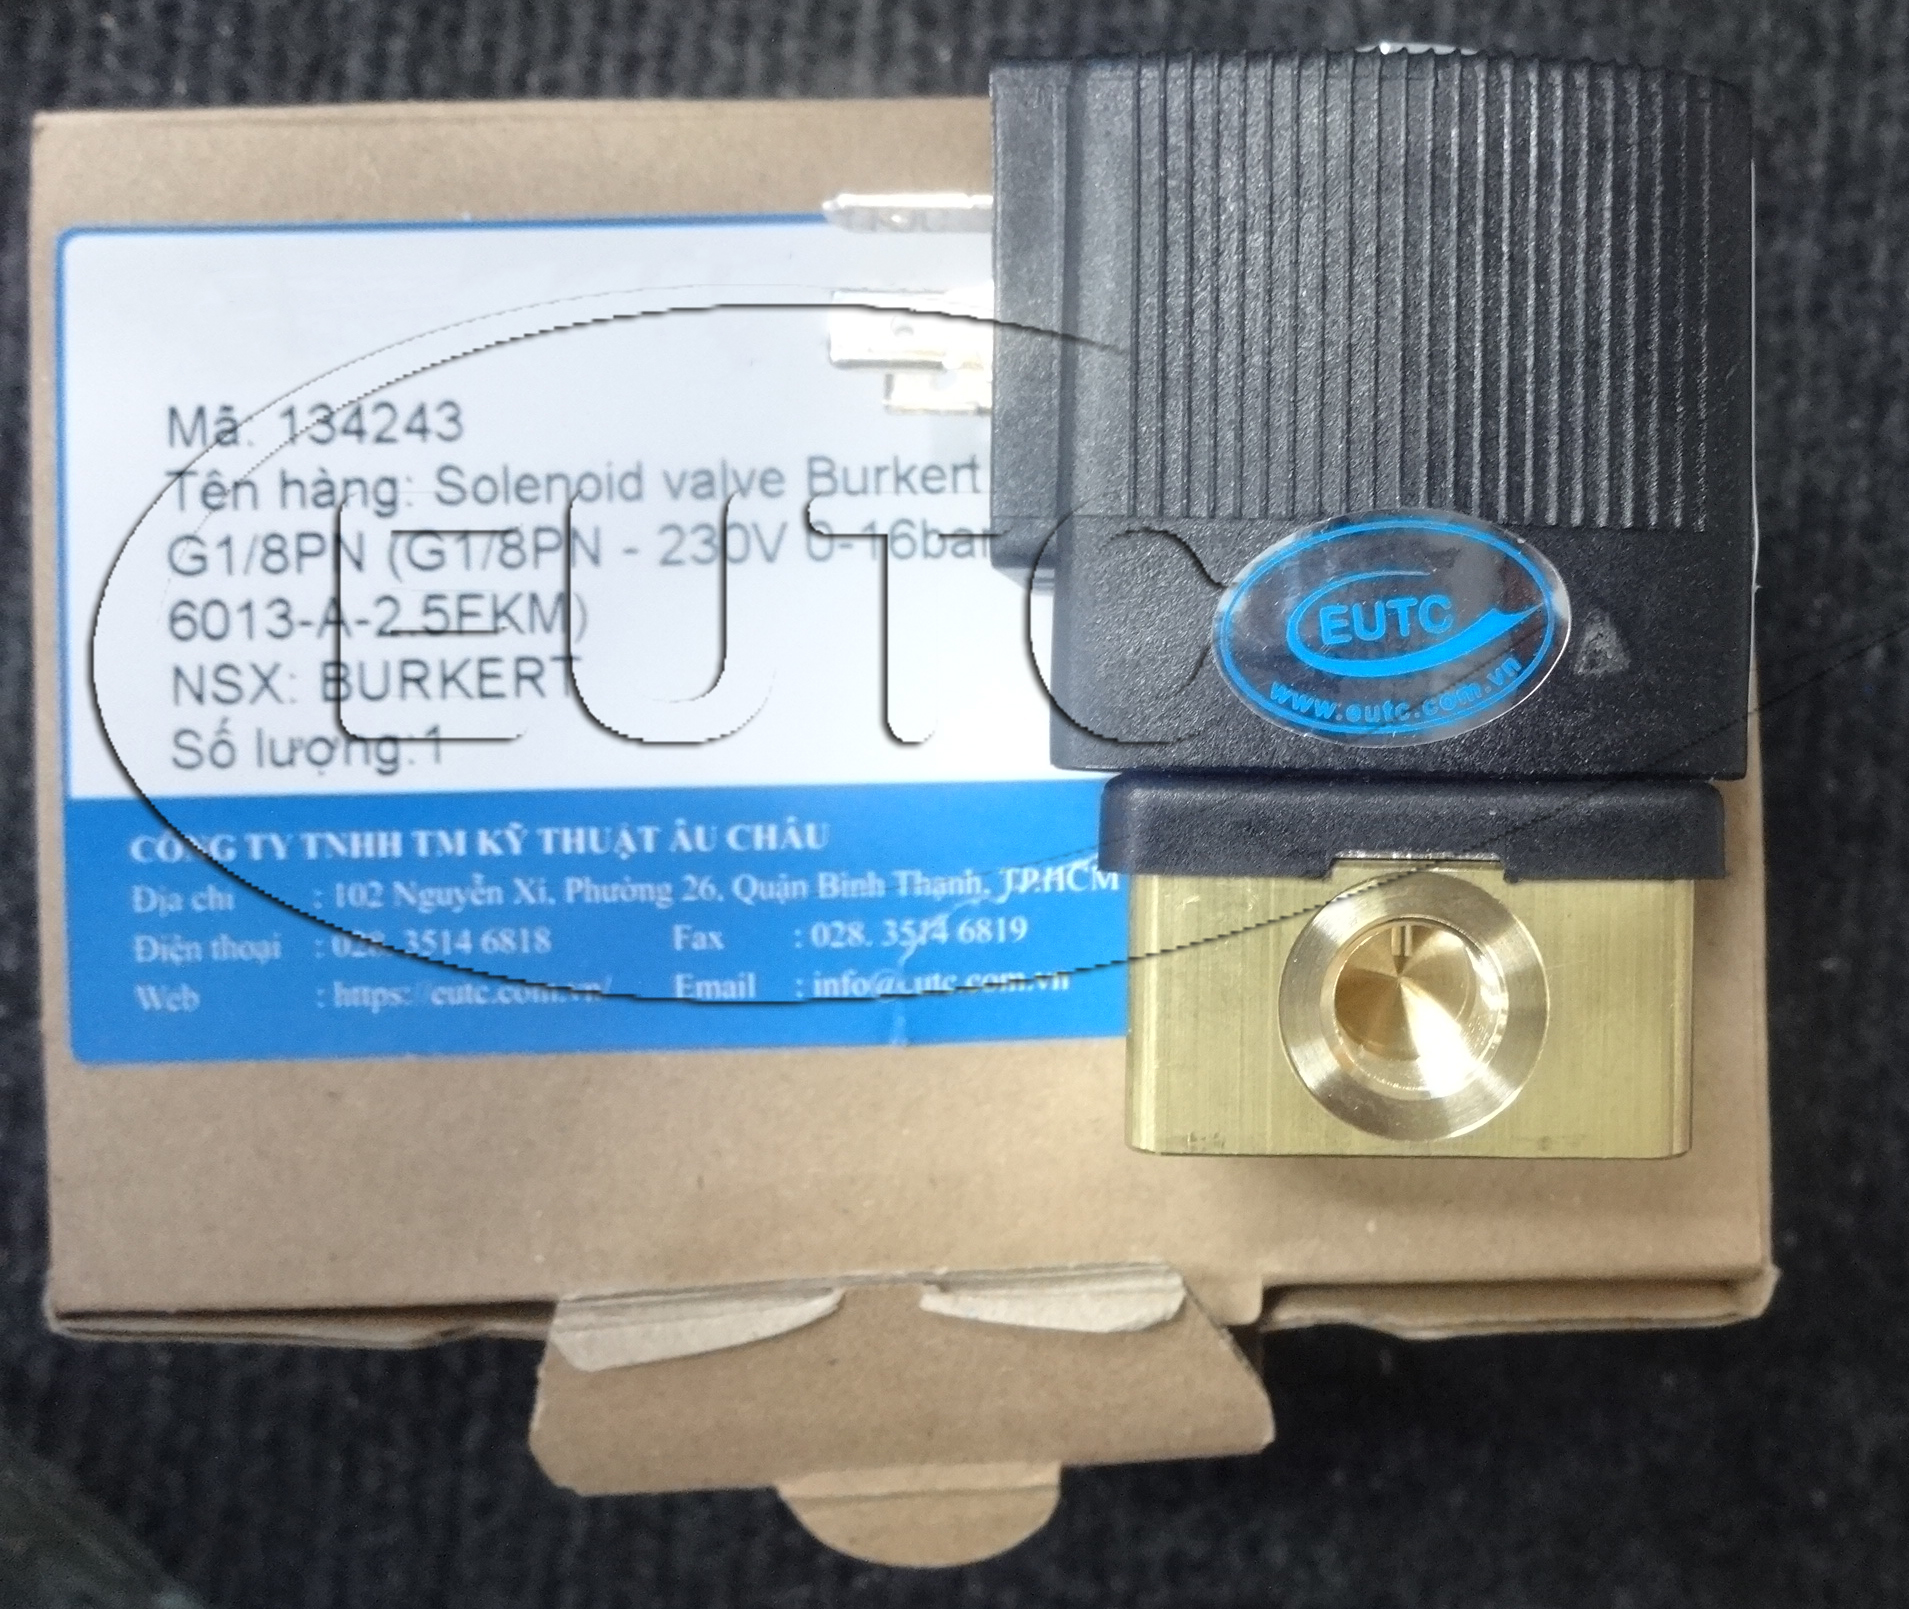 Mã: 134243
Tên hàng: Solenoid valve Burkert
G1/8PN (G1/8PN - 230V 0-16bar
6013-A-2.5FKM)
NSX: BURKERT
Số lượng:1
CÔNG TY TNHH TM KỸ THUẬT ÂU CHÂU
Địa chỉ : 102 Nguyễn Xí, Phường 26, Quận Bình Thạnh, TP.HCM
Điện thoại : 028. 3514 6818 Fax : 028. 3514 6819
Web : https://eutc.com.vn/ Email : info@eutc.com.vn
EUTC
www.eutc.com.vn
EUTC